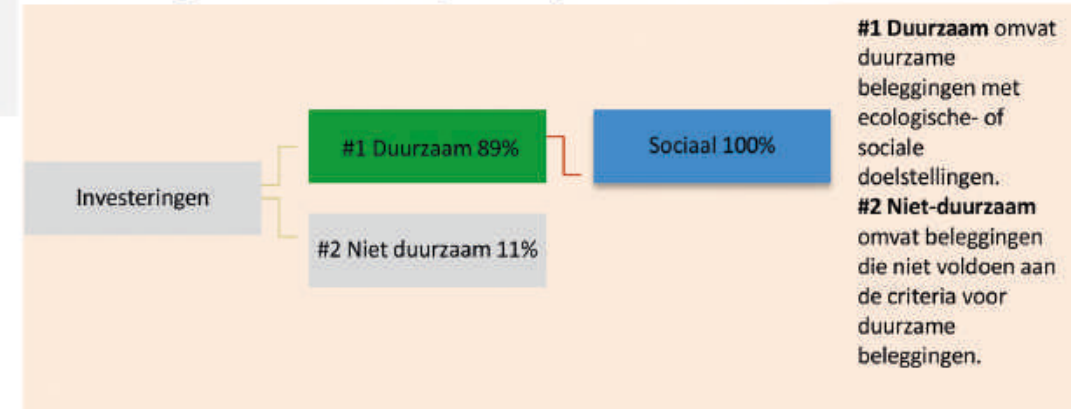 Investeringen
#1 Duurzaam 89%
#2 Niet duurzaam 11%
Sociaal 100%
#1 Duurzaam omvat
duurzame
beleggingen met
ecologische- of
sociale
doelstellingen.
#2 Niet-duurzaam
omvat beleggingen
die niet voldoen aan
de criteria voor
duurzame
beleggingen.